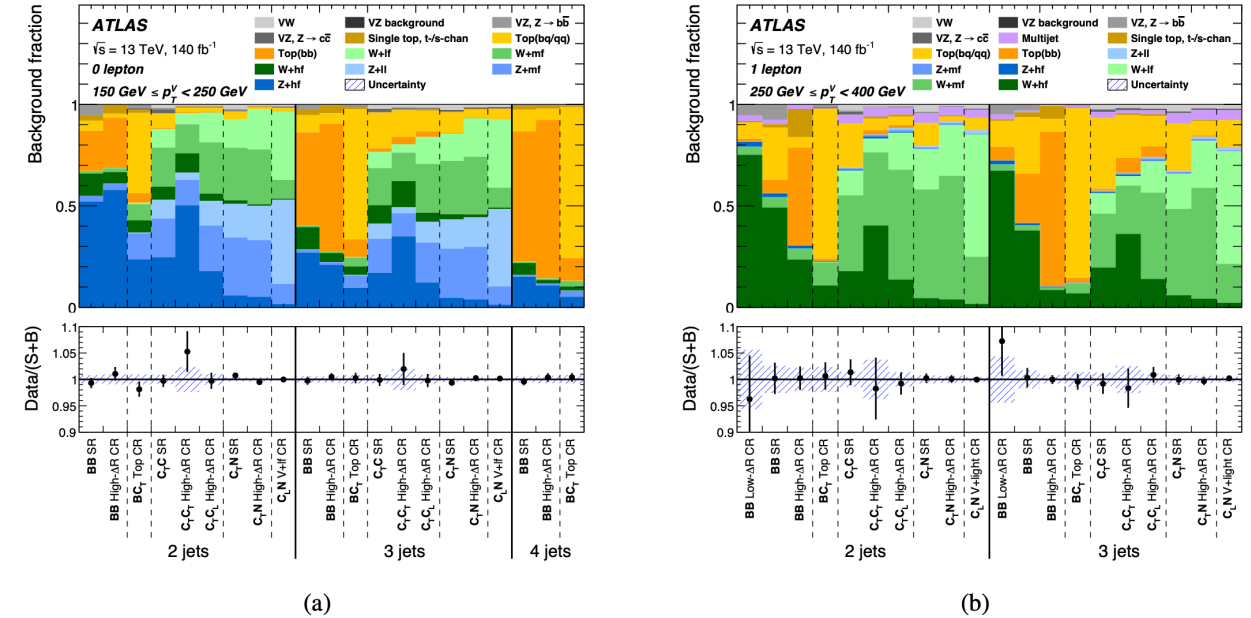 ATLAS
√s = 13 TeV, 140 fb⁻¹
0 lepton
150 GeV ≤ p_T^V < 250 GeV
VW
VZ background
VZ, Z → bb̄
VZ, Z → cc̄
Single top, t-/s-chan
Top(bq/qq)
Top(bb)
W+lf
W+mf
W+hf
Z+ll
Z+mf
Z+hf
Uncertainty
Background fraction
1
0.5
0
Data/(S+B)
1.1
1.05
1
0.95
0.9
BB SR
BB High-ΔR CR
BC_T Top CR
C_TC SR
C_TC_T High-ΔR CR
C_TC_L High-ΔR CR
C_TN SR
C_TN High-ΔR CR
C_LN V+lf CR
BB SR
BB High-ΔR CR
BC_T Top CR
C_TC SR
C_TC_T High-ΔR CR
C_TC_L High-ΔR CR
C_TN SR
C_TN High-ΔR CR
C_LN V+lf CR
BB SR
BB High-ΔR CR
BC_T Top CR
2 jets
3 jets
4 jets
(a)
ATLAS
√s = 13 TeV, 140 fb⁻¹
1 lepton
250 GeV ≤ p_T^V < 400 GeV
VW
VZ background
VZ, Z → bb̄
VZ, Z → cc̄
Multijet
Single top, t-/s-chan
Top(bq/qq)
Top(bb)
Z+ll
Z+mf
Z+hf
W+lf
W+mf
W+hf
Uncertainty
Background fraction
1
0.5
0
Data/(S+B)
1.1
1.05
1
0.95
0.9
BB Low-ΔR CR
BB SR
BB High-ΔR CR
BC_T Top CR
C_TC SR
C_TC_T High-ΔR CR
C_TC_L High-ΔR CR
C_TN SR
C_TN High-ΔR CR
C_LN V+light CR
BB Low-ΔR CR
BB SR
BB High-ΔR CR
BC_T Top CR
C_TC SR
C_TC_T High-ΔR CR
C_TC_L High-ΔR CR
C_TN SR
C_TN High-ΔR CR
C_LN V+light CR
2 jets
3 jets
(b)